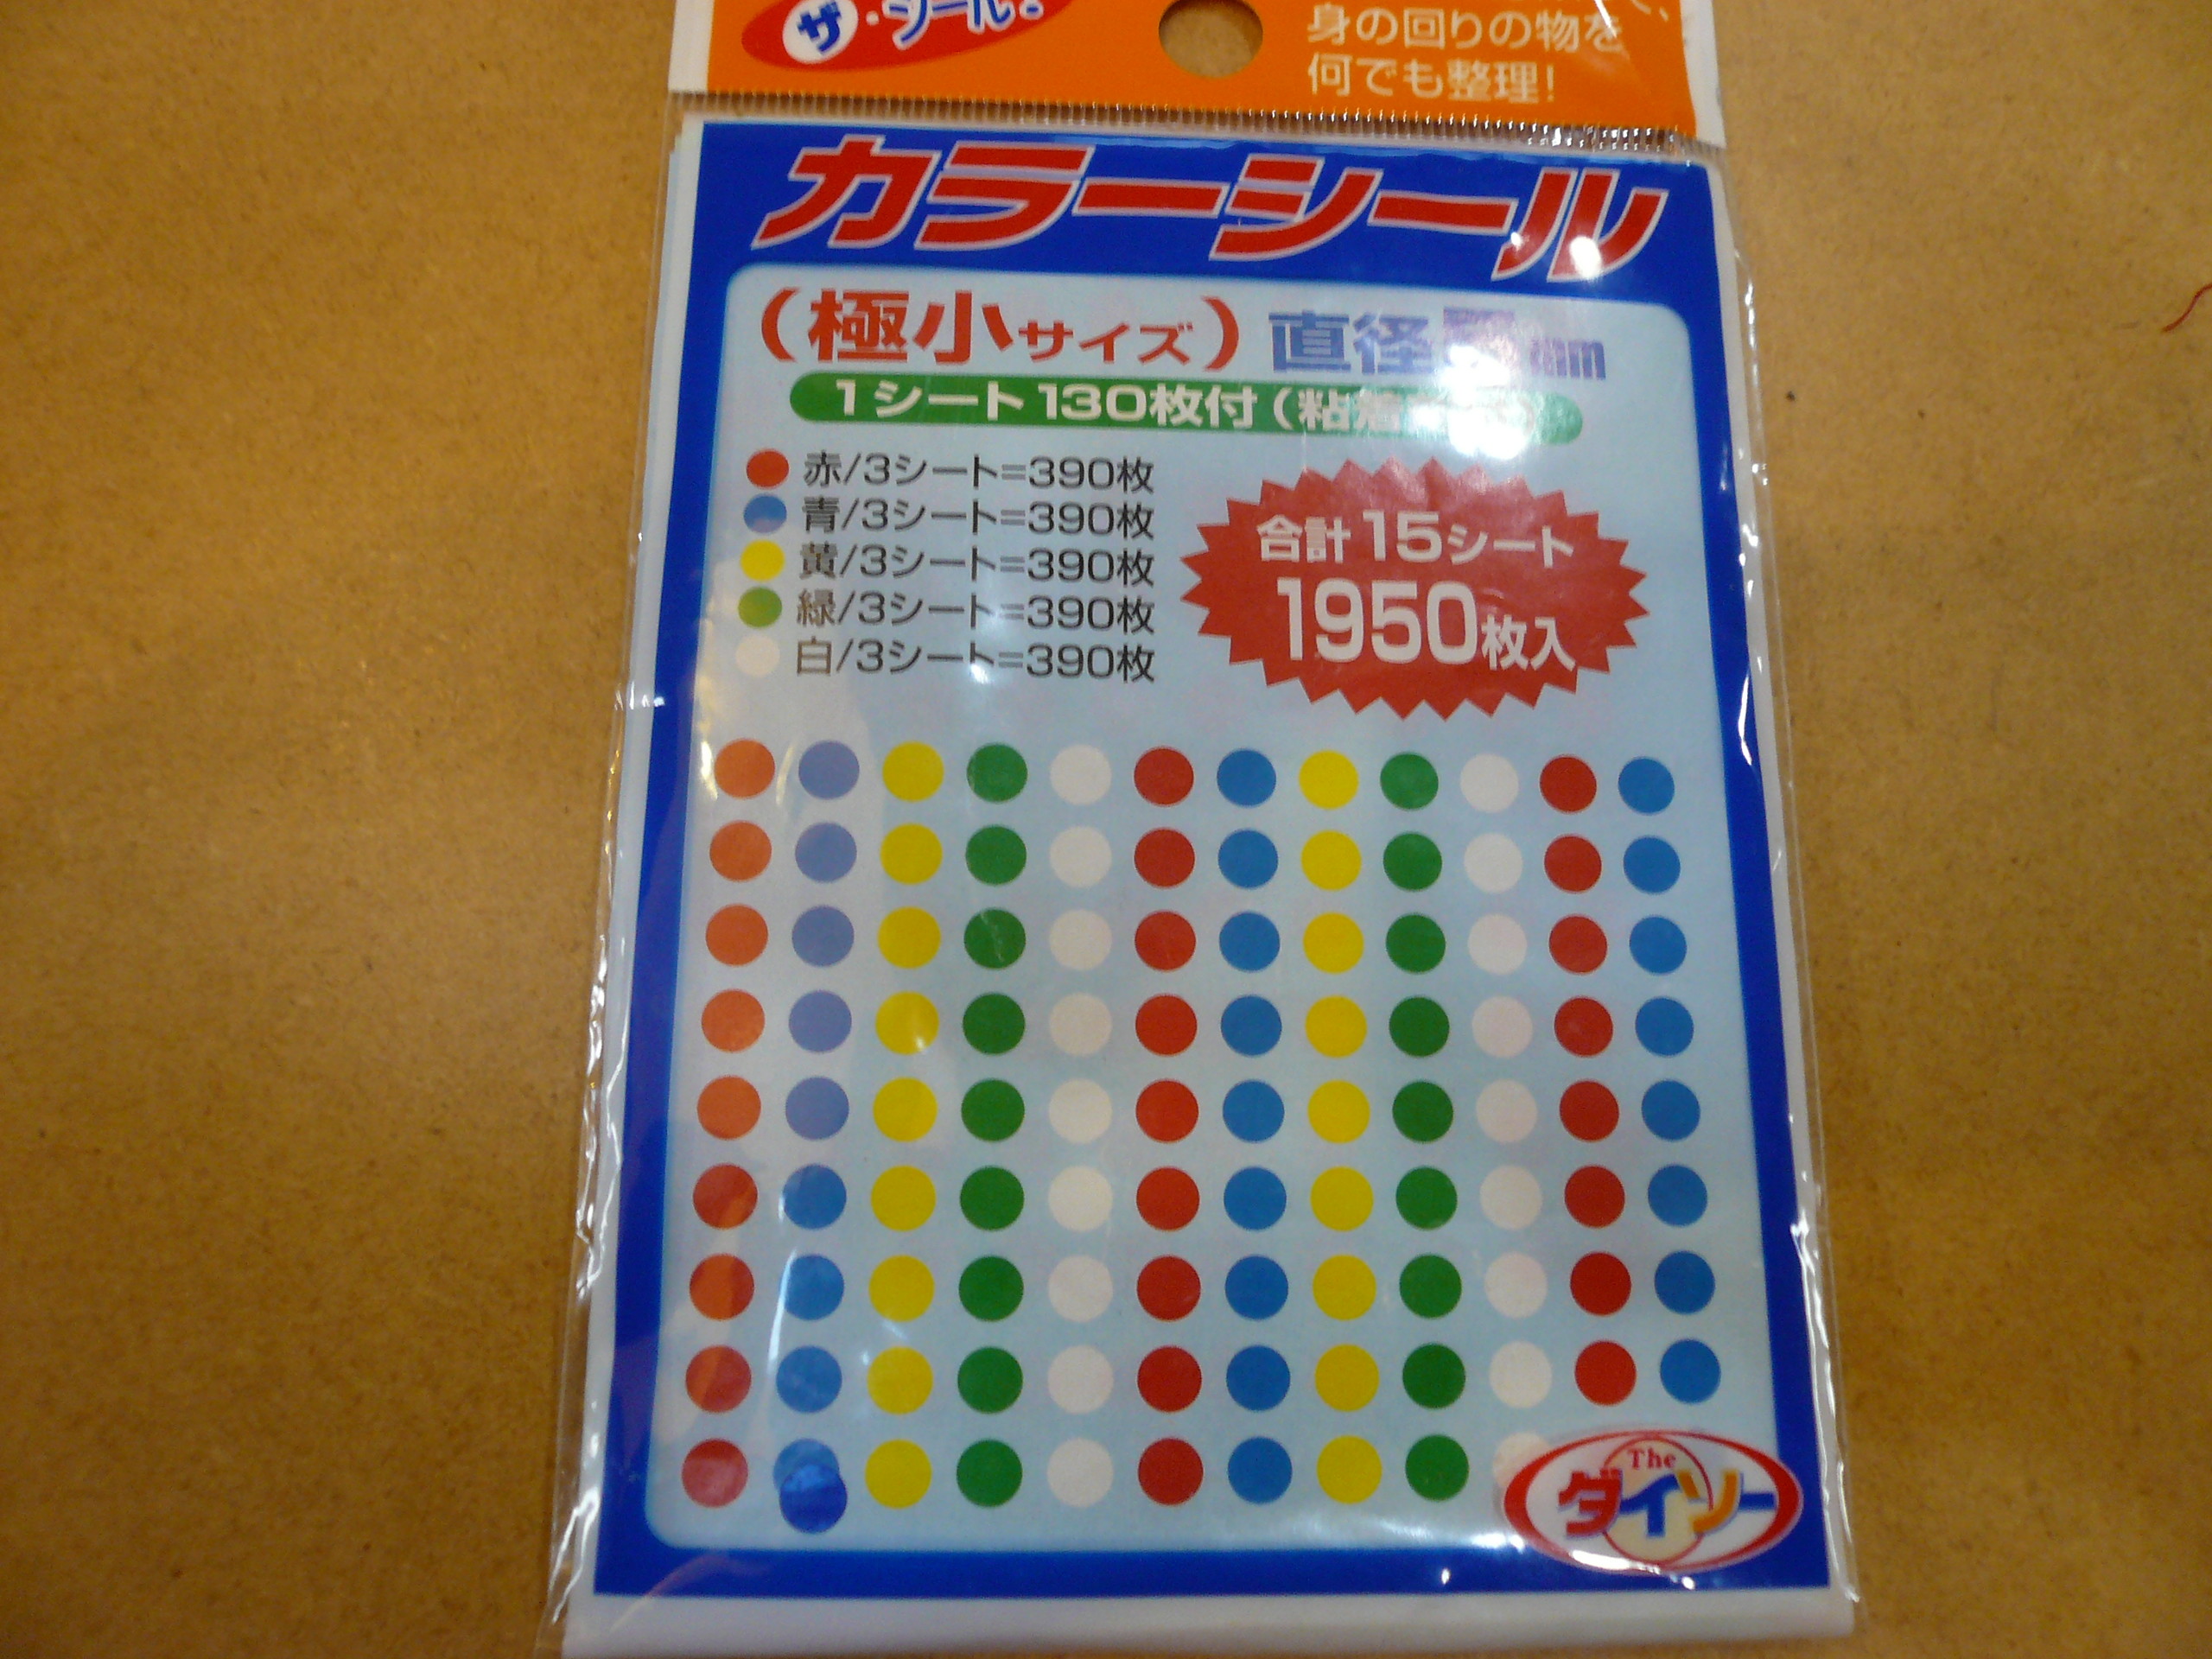 ザ・シール・
身の回りの物を
何でも整理!
カラーシール
(極小サイズ) 直径 mm
1シート130枚付(粘着
赤/3シート=390枚
青/3シート=390枚
黄/3シート=390枚
緑/3シート=390枚
白/3シート=390枚
合計15シート
1950枚入
The
ダイソー